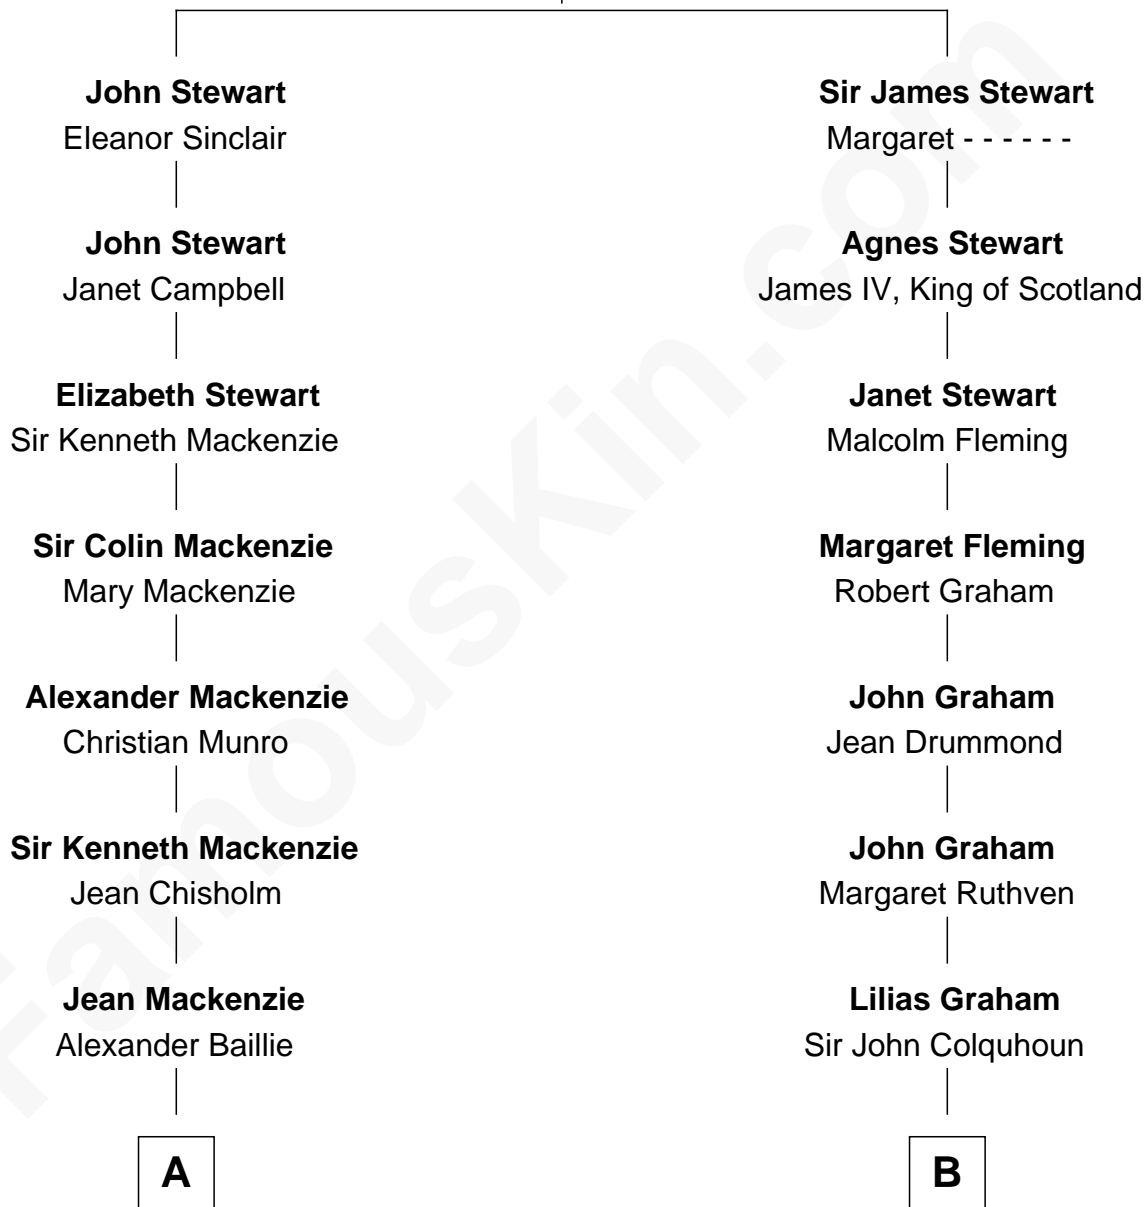 John Stewart
Eleanor Sinclair
John Stewart
Janet Campbell
Elizabeth Stewart
Sir Kenneth Mackenzie
Sir Colin Mackenzie
Mary Mackenzie
Alexander Mackenzie
Christian Munro
Sir Kenneth Mackenzie
Jean Chisholm
Jean Mackenzie
Alexander Baillie
A
Sir James Stewart
Margaret - - - - - -
Agnes Stewart
James IV, King of Scotland
Janet Stewart
Malcolm Fleming
Margaret Fleming
Robert Graham
John Graham
Jean Drummond
John Graham
Margaret Ruthven
Lilias Graham
Sir John Colquhoun
B
FamousKin.com